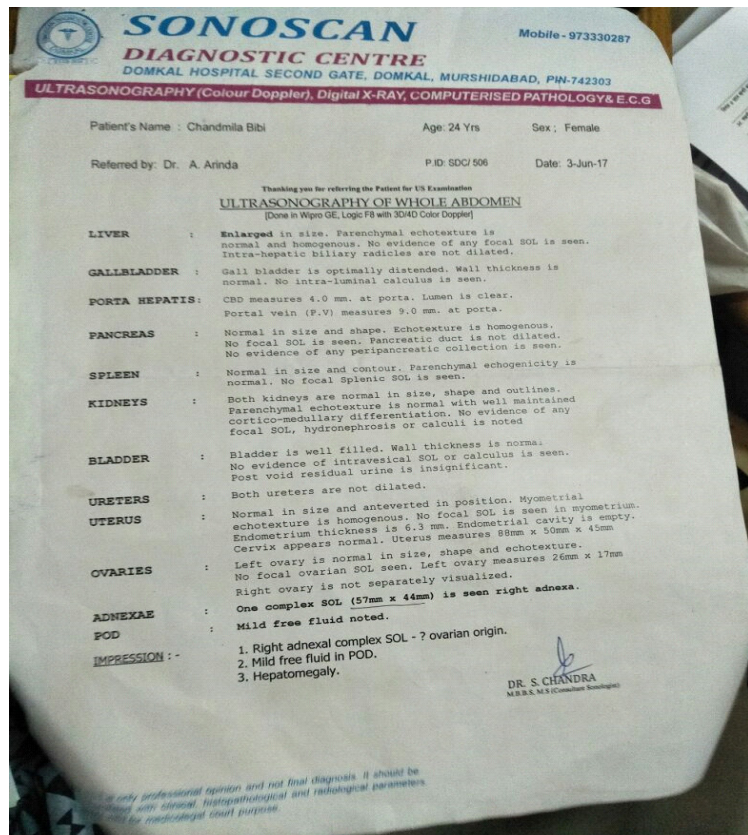 SONOSCAN
Mobile - 973330287
DIAGNOSTIC CENTRE
DOMKAL HOSPITAL SECOND GATE, DOMKAL, MURSHIDABAD, PIN-742303
ULTRASONOGRAPHY (Colour Doppler), Digital X-RAY, COMPUTERISED PATHOLOGY& E.C.G
Patient's Name : Chandmila Bibi Age: 24 Yrs Sex ; Female
Referred by: Dr. A. Arinda P.ID: SDC/ 506 Date: 3-Jun-17
Thanking you for referring the Patient for US Examination
ULTRASONOGRAPHY OF WHOLE ABDOMEN
[Done in Wipro GE, Logic F8 with 3D/4D Color Doppler]
LIVER : Enlarged in size. Parenchymal echotexture is
normal and homogenous. No evidence of any focal SOL is seen.
Intra-hepatic biliary radicles are not dilated.
GALLBLADDER : Gall bladder is optimally distended. Wall thickness is
normal. No intra-luminal calculus is seen.
PORTA HEPATIS: CBD measures 4.0 mm. at porta. Lumen is clear.
Portal vein (P.V) measures 9.0 mm. at porta.
PANCREAS : Normal in size and shape. Echotexture is homogenous.
No focal SOL is seen. Pancreatic duct is not dilated.
No evidence of any peripancreatic collection is seen.
SPLEEN : Normal in size and contour. Parenchymal echogenicity is
normal. No focal Splenic SOL is seen.
KIDNEYS : Both kidneys are normal in size, shape and outlines.
Parenchymal echotexture is normal with well maintained
cortico-medullary differentiation. No evidence of any
focal SOL, hydronephrosis or calculi is noted
BLADDER : Bladder is well filled. Wall thickness is norma.
No evidence of intravesical SOL or calculus is seen.
Post void residual urine is insignificant.
URETERS : Both ureters are not dilated.
UTERUS : Normal in size and anteverted in position. Myometrial
echotexture is homogenous. No focal SOL is seen in myometrium.
Endometrium thickness is 6.3 mm. Endometrial cavity is empty.
Cervix appears normal. Uterus measures 88mm x 50mm x 45mm
OVARIES : Left ovary is normal in size, shape and echotexture.
No focal ovarian SOL seen. Left ovary measures 26mm x 17mm
Right ovary is not separately visualized.
ADNEXAE : One complex SOL (57mm x 44mm) is seen right adnexa.
POD : Mild free fluid noted.
IMPRESSION : - 1. Right adnexal complex SOL - ? ovarian origin.
2. Mild free fluid in POD.
3. Hepatomegaly.
DR. S. CHANDRA
M.B.B.S, M.S (Consultant Sonologist)
only professional opinion and not final diagnosis. It should be
with clinical, histopathological and radiological parameters.
for medicolegal court purpose.